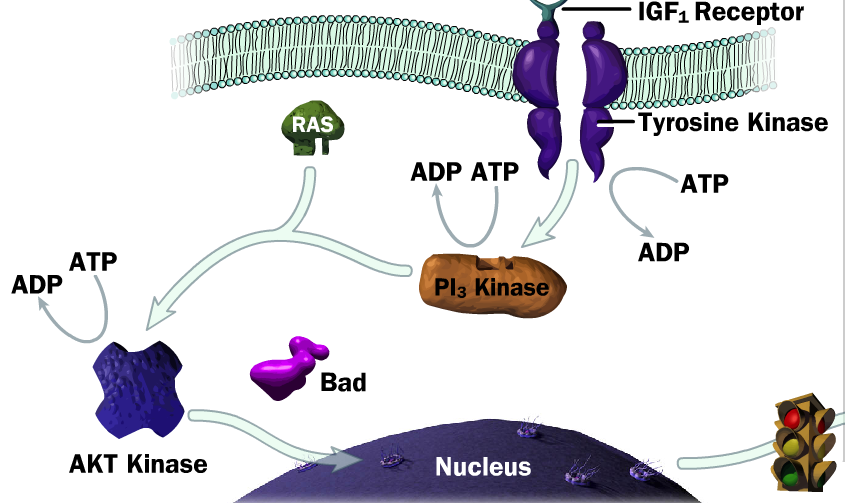 IGF₁ Receptor
RAS
Tyrosine Kinase
ADP ATP
ATP
ADP
ATP
ADP
PI₃ Kinase
Bad
AKT Kinase
Nucleus